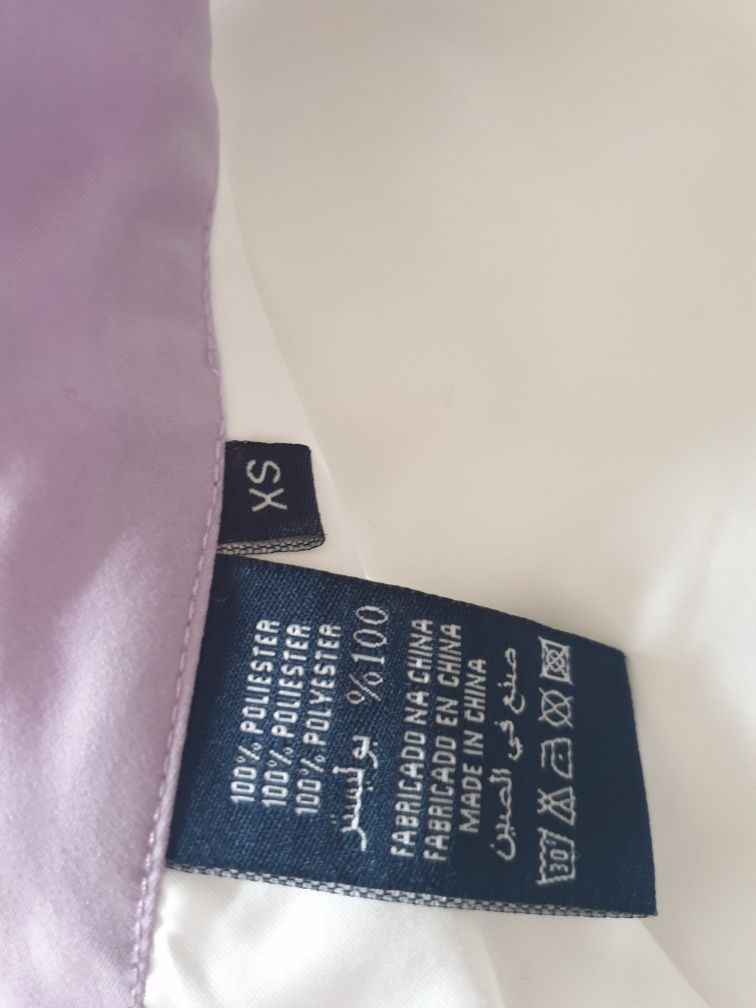 XS
100% POLIESTER
100% POLIESTER
100% POLYESTER
%100 بوليستر
FABRICADO NA CHINA
FABRICADO EN CHINA
MADE IN CHINA
صنع في الصين
30°